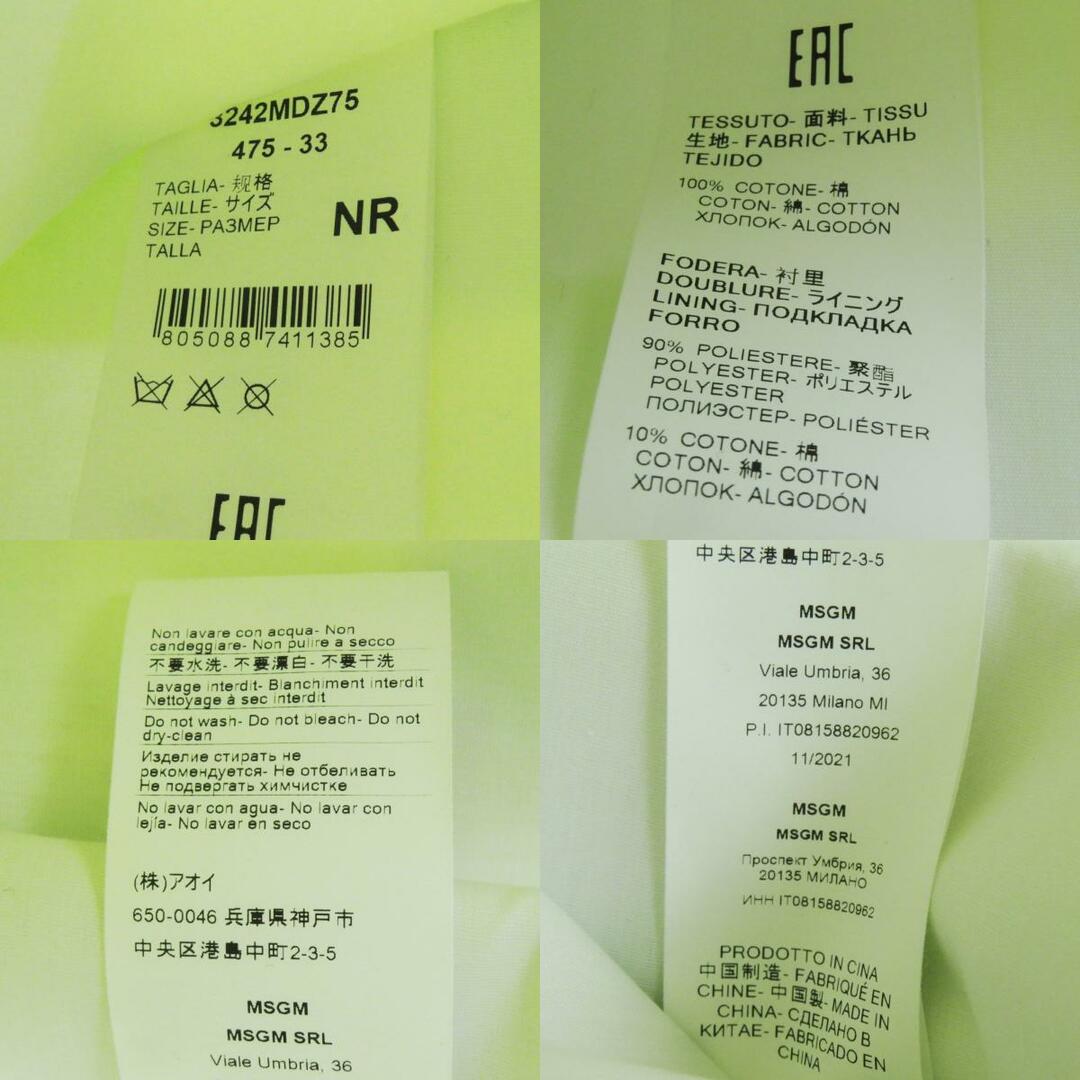 3242MDZ75
475 - 33
TAGLIA- 规格
TAILLE- サイズ
SIZE- РАЗМЕР
TALLA
NR
805088 7411385
EAC
EAC
TESSUTO- 面料- TISSU
生地- FABRIC- ТКАНЬ
TEJIDO
100% COTONE- 棉
COTON- 綿- COTTON
ХЛОПОК- ALGODÓN
FODERA- 衬里
DOUBLURE- ライニング
LINING- ПОДКЛАДКА
FORRO
90% POLIESTERE- 聚酯
POLYESTER- ポリエステル
POLYESTER
ПОЛИЭСТЕР- POLIÉSTER
10% COTONE- 棉
COTON- 綿- COTTON
ХЛОПОК- ALGODÓN
Non lavare con acqua- Non
candeggiare- Non pulire a secco
不要水洗- 不要漂白- 不要干洗
Lavage interdit- Blanchiment interdit
Nettoyage à sec interdit
Do not wash- Do not bleach- Do not
dry-clean
Изделие стирать не
рекомендуется- Не отбеливать
Не подвергать химчистке
No lavar con agua- No lavar con
lejía- No lavar en seco
(株)アオイ
650-0046 兵庫県神戸市
中央区港島中町2-3-5
MSGM
MSGM SRL
Viale Umbria, 36
中央区港島中町2-3-5
MSGM
MSGM SRL
Viale Umbria, 36
20135 Milano MI
P.I. IT08158820962
11/2021
MSGM
MSGM SRL
Проспект Умбрия, 36
20135 МИЛАНО
ИНН IT08158820962
PRODOTTO IN CINA
中国制造- FABRIQUÉ EN
CHINE- 中国製- MADE IN
CHINA- СДЕЛАНО В
КИТАЕ- FABRICADO EN
CHINA